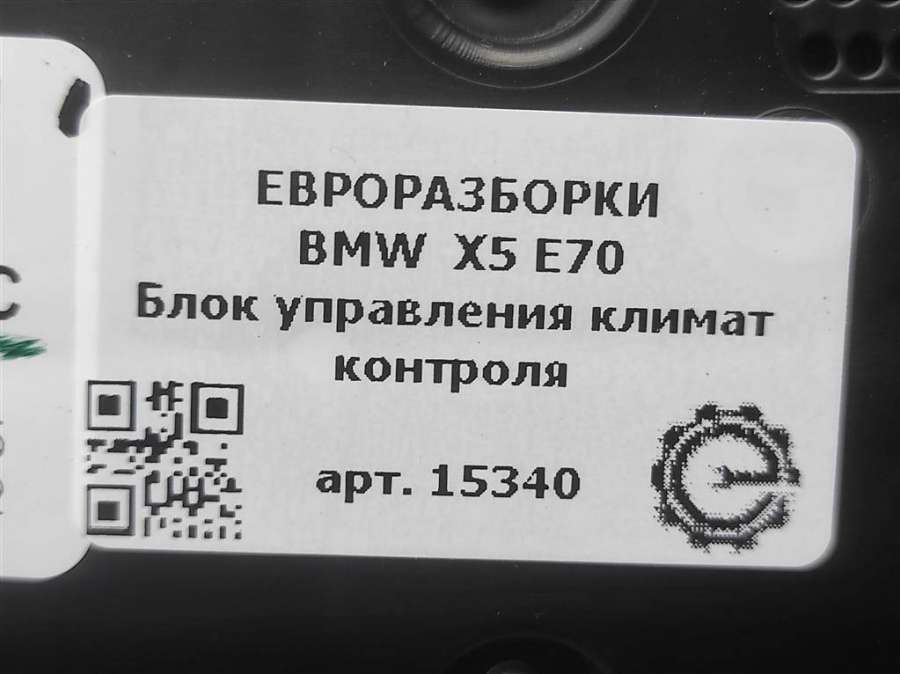 ЕВРОРАЗБОРКИ
BMW X5 E70
Блок управления климат
контроля
арт. 15340
C